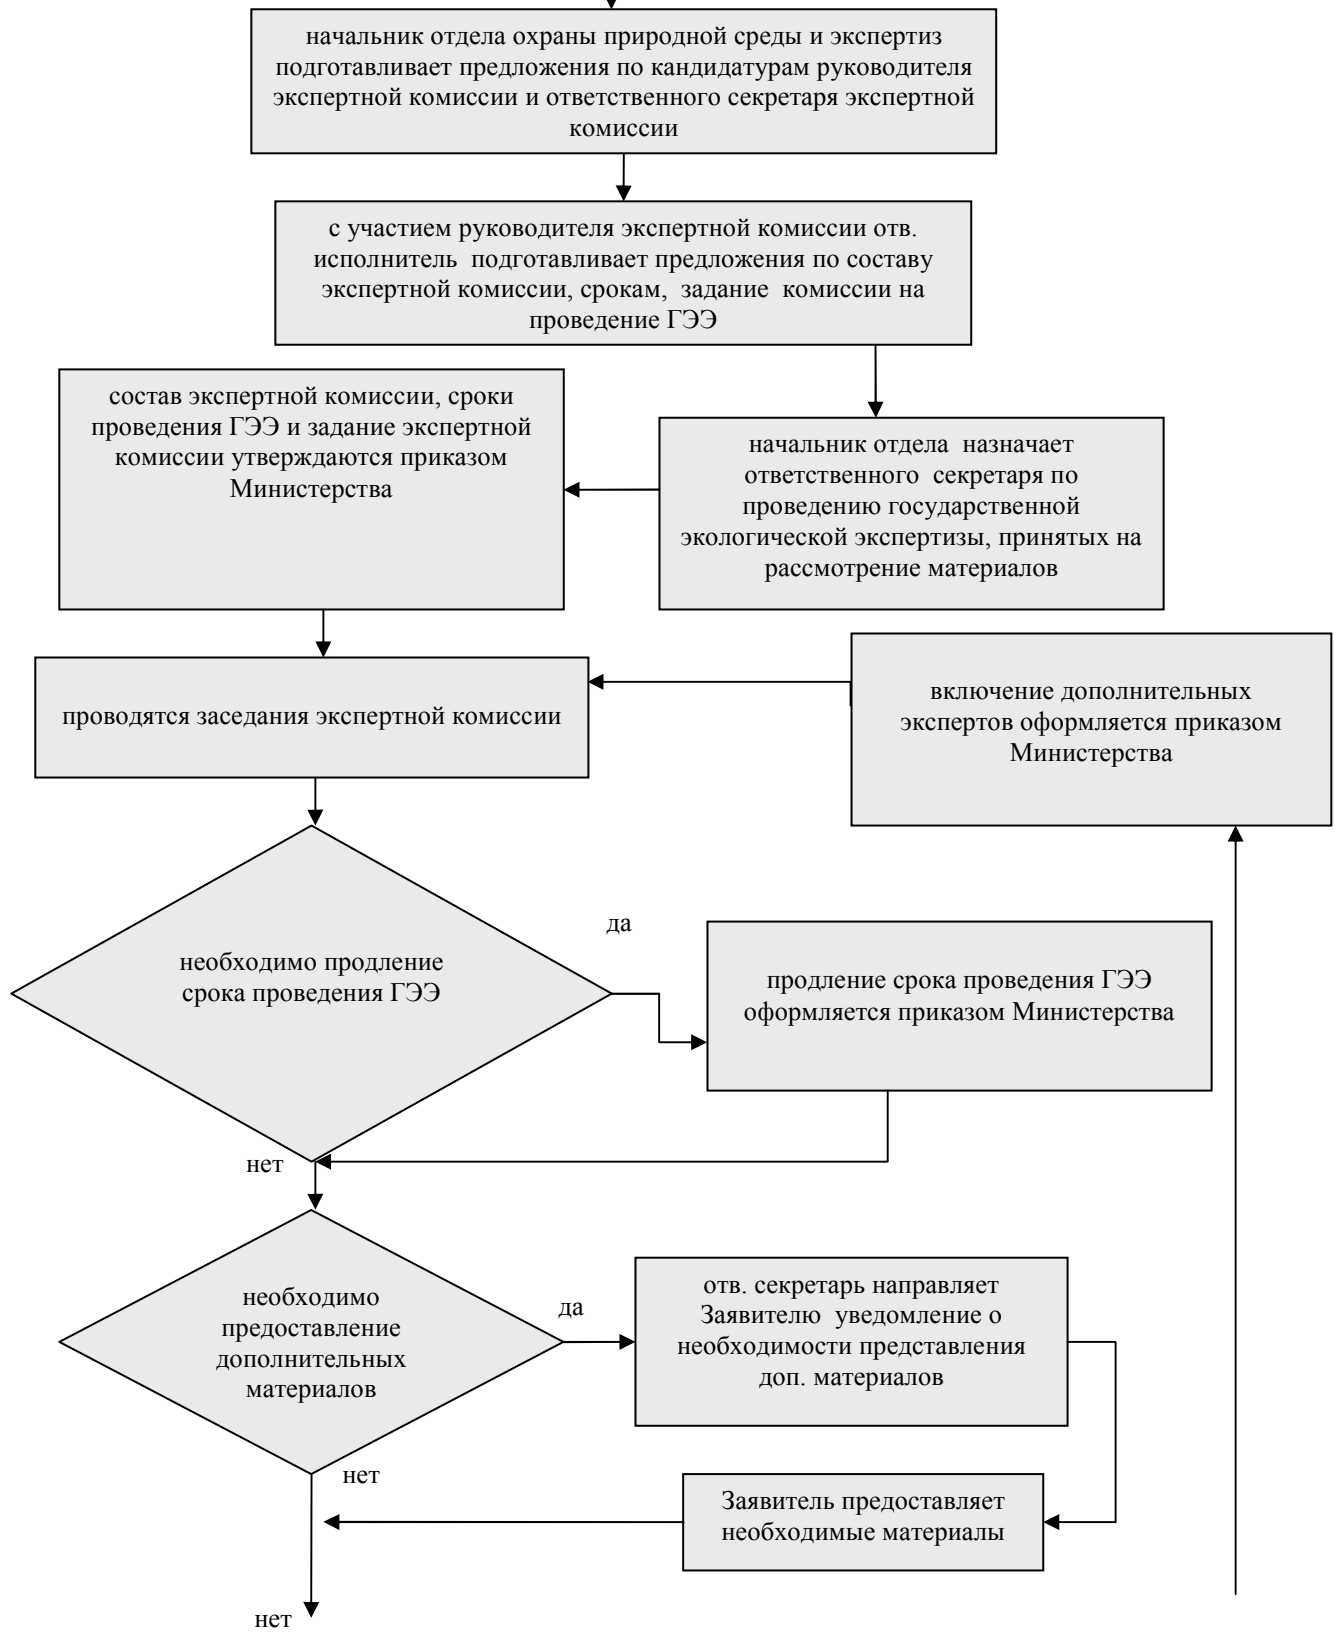 начальник отдела охраны природной среды и экспертиз
подготавливает предложения по кандидатурам руководителя
экспертной комиссии и ответственного секретаря экспертной
комиссии
с участием руководителя экспертной комиссии отв.
исполнитель подготавливает предложения по составу
экспертной комиссии, срокам, задание комиссии на
проведение ГЭЭ
состав экспертной комиссии, сроки
проведения ГЭЭ и задание экспертной
комиссии утверждаются приказом
Министерства
начальник отдела назначает
ответственного секретаря по
проведению государственной
экологической экспертизы, принятых на
рассмотрение материалов
проводятся заседания экспертной комиссии
включение дополнительных
экспертов оформляется приказом
Министерства
да
необходимо продление
срока проведения ГЭЭ
продление срока проведения ГЭЭ
оформляется приказом Министерства
нет
необходимо
предоставление
дополнительных
материалов
да
отв. секретарь направляет
Заявителю уведомление о
необходимости представления
доп. материалов
нет
Заявитель предоставляет
необходимые материалы
нет